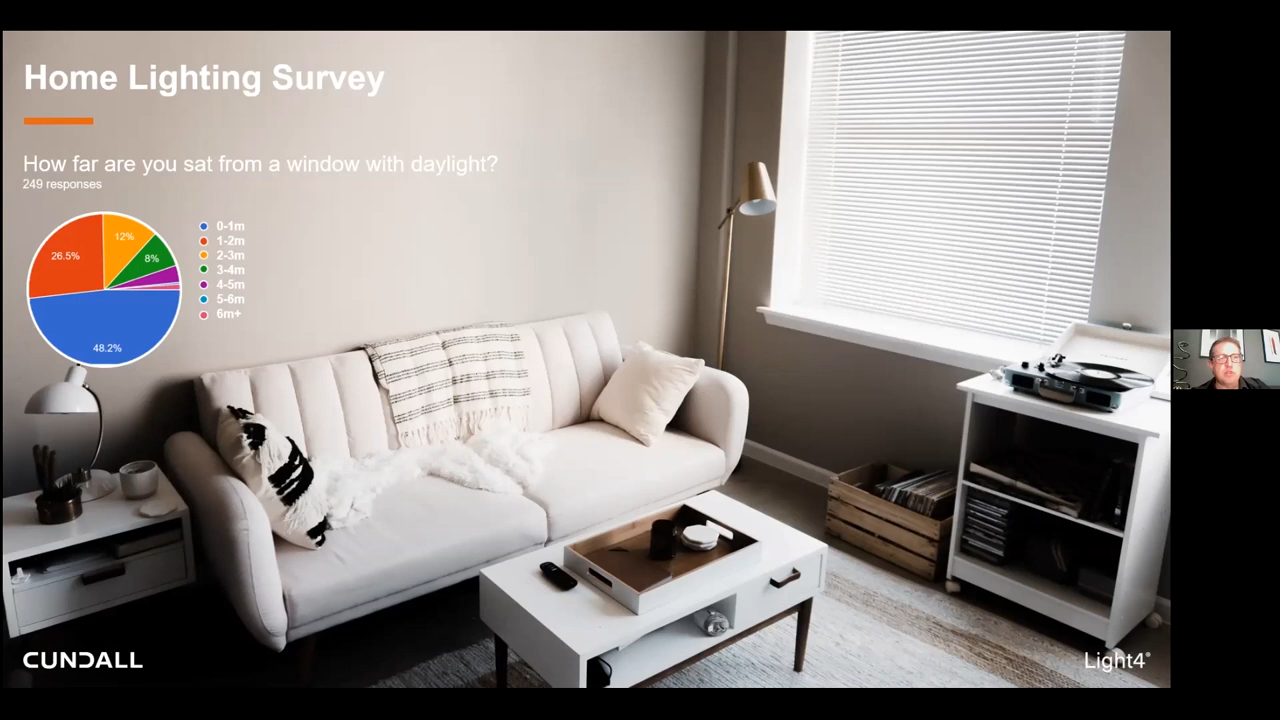 Home Lighting Survey
How far are you sat from a window with daylight?
249 responses
26.5%
12%
8%
48.2%
0-1m
1-2m
2-3m
3-4m
4-5m
5-6m
6m+
CUNDALL
Light4